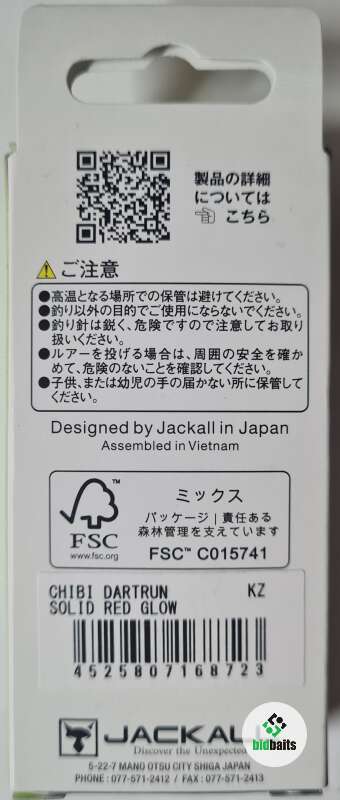 製品の詳細
については
☜ こちら
⚠ご注意
●高温となる場所での保管は避けてください。
●釣り以外の目的でご使用にならないでください。
●釣り針は鋭く、危険ですので注意してお取り
扱いください。
●ルアーを投げる場合は、周囲の安全を確か
めて、危険のないことを確認してください。
●子供、または幼児の手の届かない所に保管して
ください。
Designed by Jackall in Japan
Assembled in Vietnam
FSC
www.fsc.org
ミックス
パッケージ|責任ある
森林管理を支えています
FSC™ C015741
CHIBI DARTRUN KZ
SOLID RED GLOW
4525807168723
JACKALL
Discover the Unexpected
5-22-7 MANO OTSU CITY SHIGA JAPAN
PHONE : 077-571-2412 / FAX : 077-571-2413
bidbaits